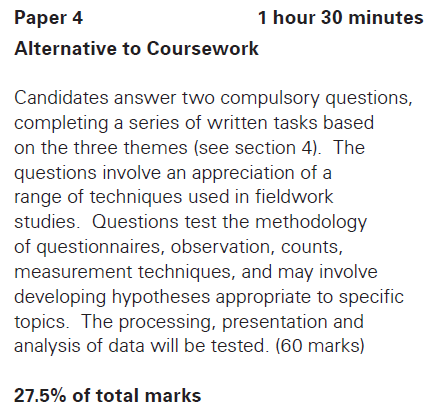 Paper 4 1 hour 30 minutes
Alternative to Coursework
Candidates answer two compulsory questions,
completing a series of written tasks based
on the three themes (see section 4).  The
questions involve an appreciation of a
range of techniques used in fieldwork
studies.  Questions test the methodology
of questionnaires, observation, counts,
measurement techniques, and may involve
developing hypotheses appropriate to specific
topics.  The processing, presentation and
analysis of data will be tested. (60 marks)
27.5% of total marks